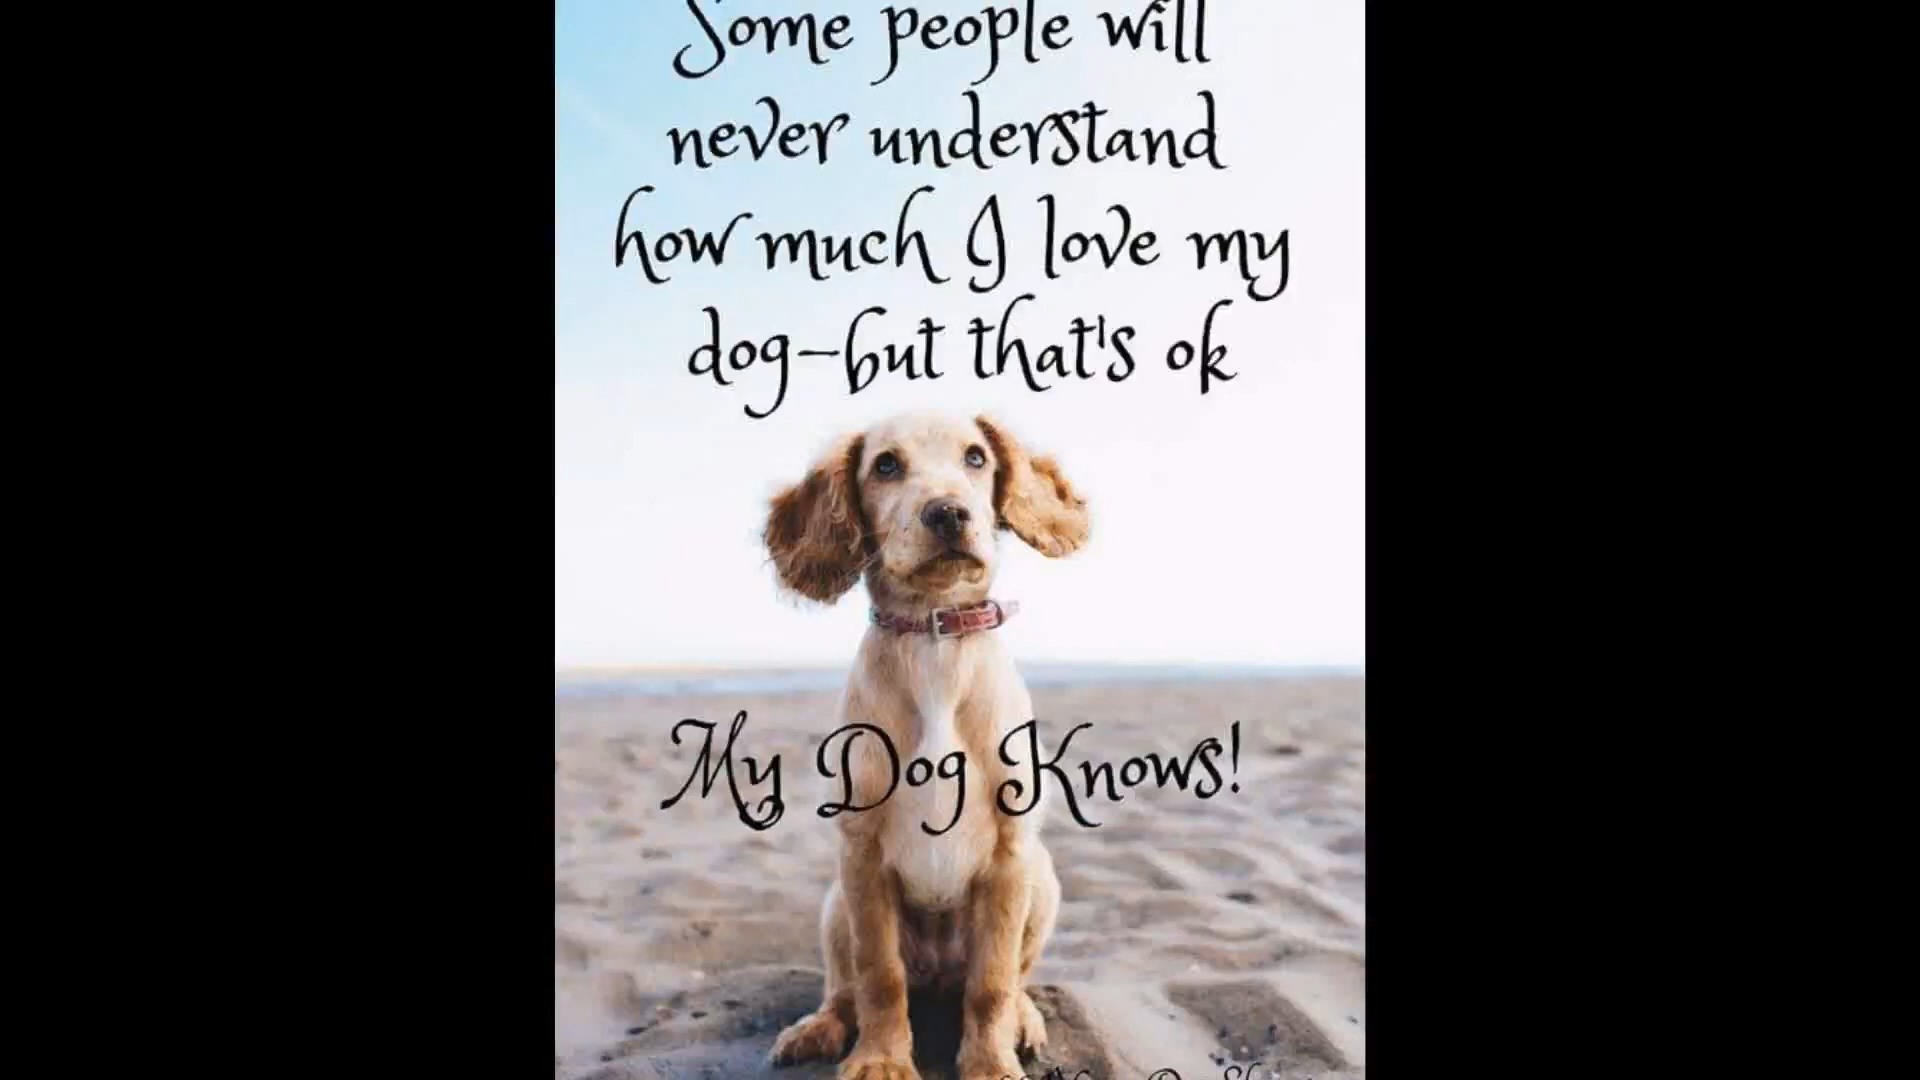 Some people will
never understand
how much I love my
dog-but that's ok
My Dog Knows!